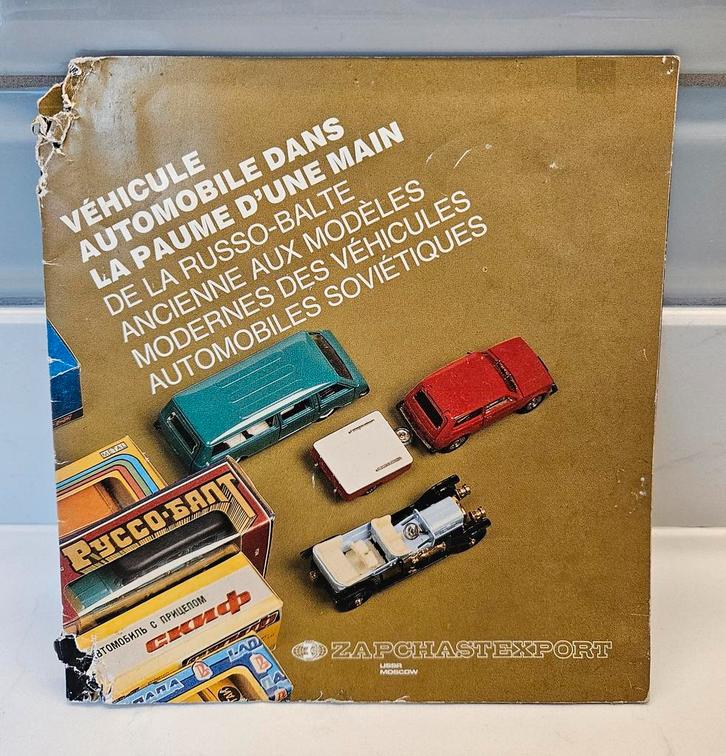 VÉHICULE
AUTOMOBILE DANS
LA PAUME D'UNE MAIN
DE LA RUSSO-BALTE
ANCIENNE AUX MODÈLES
MODERNES DES VÉHICULES
AUTOMOBILES SOVIÉTIQUES
РУССО-БАЛТ
АВТОМОБИЛЬ С ПРИЦЕПОМ
СКИФ
LADA
ZAPCHASTEXPORT
USSR
MOSCOW